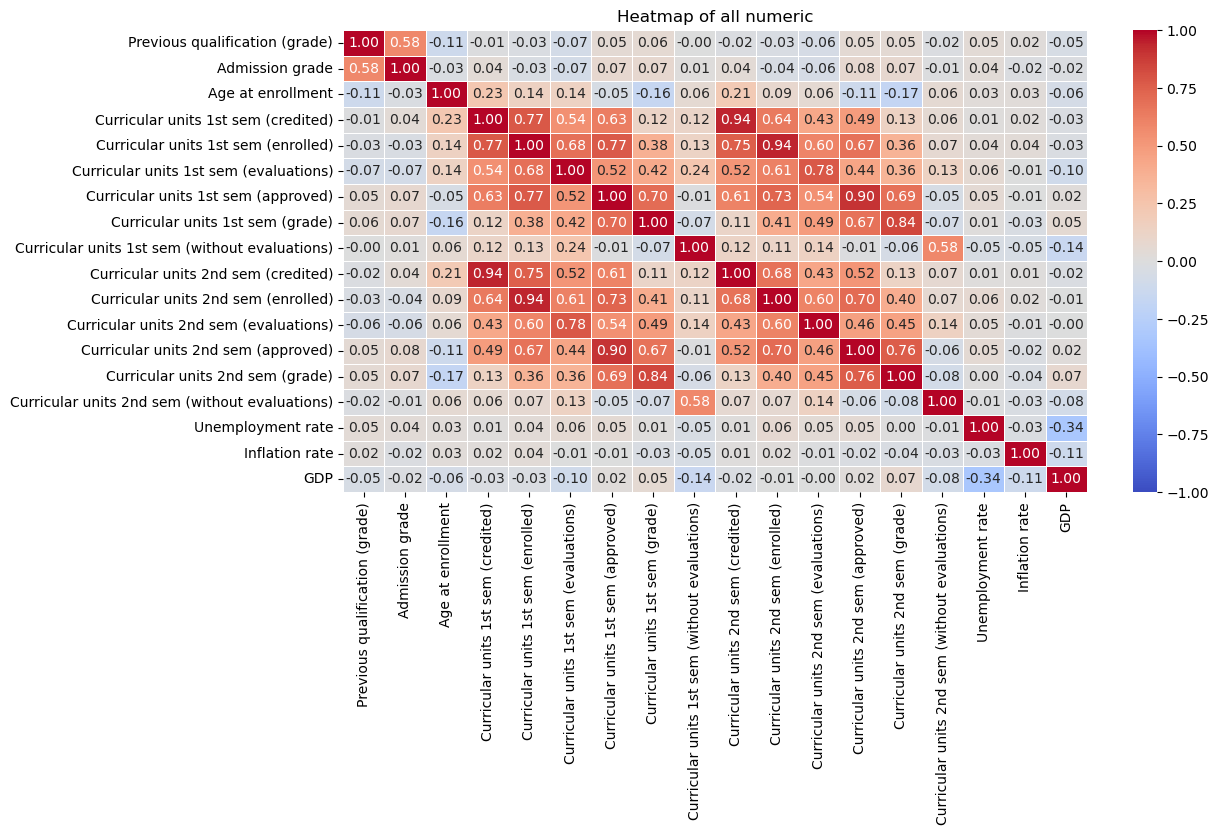 Heatmap of all numeric
Previous qualification (grade) 1.00 0.58 -0.11 -0.01 -0.03 -0.07 0.05 0.06 -0.00 -0.02 -0.03 -0.06 0.05 0.05 -0.02 0.05 0.02 -0.05
Admission grade 0.58 1.00 -0.03 0.04 -0.03 -0.07 0.07 0.07 0.01 0.04 -0.04 -0.06 0.08 0.07 -0.01 0.04 -0.02 -0.02
Age at enrollment -0.11 -0.03 1.00 0.23 0.14 0.14 -0.05 -0.16 0.06 0.21 0.09 0.06 -0.11 -0.17 0.06 0.03 0.03 -0.06
Curricular units 1st sem (credited) -0.01 0.04 0.23 1.00 0.77 0.54 0.63 0.12 0.12 0.94 0.64 0.43 0.49 0.13 0.06 0.01 0.02 -0.03
Curricular units 1st sem (enrolled) -0.03 -0.03 0.14 0.77 1.00 0.68 0.77 0.38 0.13 0.75 0.94 0.60 0.67 0.36 0.07 0.04 0.04 -0.03
Curricular units 1st sem (evaluations) -0.07 -0.07 0.14 0.54 0.68 1.00 0.52 0.42 0.24 0.52 0.61 0.78 0.44 0.36 0.13 0.06 -0.01 -0.10
Curricular units 1st sem (approved) 0.05 0.07 -0.05 0.63 0.77 0.52 1.00 0.70 -0.01 0.61 0.73 0.54 0.90 0.69 -0.05 0.05 -0.01 0.02
Curricular units 1st sem (grade) 0.06 0.07 -0.16 0.12 0.38 0.42 0.70 1.00 -0.07 0.11 0.41 0.49 0.67 0.84 -0.07 0.01 -0.03 0.05
Curricular units 1st sem (without evaluations) -0.00 0.01 0.06 0.12 0.13 0.24 -0.01 -0.07 1.00 0.12 0.11 0.14 -0.01 -0.06 0.58 -0.05 -0.05 -0.14
Curricular units 2nd sem (credited) -0.02 0.04 0.21 0.94 0.75 0.52 0.61 0.11 0.12 1.00 0.68 0.43 0.52 0.13 0.07 0.01 0.01 -0.02
Curricular units 2nd sem (enrolled) -0.03 -0.04 0.09 0.64 0.94 0.61 0.73 0.41 0.11 0.68 1.00 0.60 0.70 0.40 0.07 0.06 0.02 -0.01
Curricular units 2nd sem (evaluations) -0.06 -0.06 0.06 0.43 0.60 0.78 0.54 0.49 0.14 0.43 0.60 1.00 0.46 0.45 0.14 0.05 -0.01 -0.00
Curricular units 2nd sem (approved) 0.05 0.08 -0.11 0.49 0.67 0.44 0.90 0.67 -0.01 0.52 0.70 0.46 1.00 0.76 -0.06 0.05 -0.02 0.02
Curricular units 2nd sem (grade) 0.05 0.07 -0.17 0.13 0.36 0.36 0.69 0.84 -0.06 0.13 0.40 0.45 0.76 1.00 -0.08 0.00 -0.04 0.07
Curricular units 2nd sem (without evaluations) -0.02 -0.01 0.06 0.06 0.07 0.13 -0.05 -0.07 0.58 0.07 0.07 0.14 -0.06 -0.08 1.00 -0.01 -0.03 -0.08
Unemployment rate 0.05 0.04 0.03 0.01 0.04 0.06 0.05 0.01 -0.05 0.01 0.06 0.05 0.05 0.00 -0.01 1.00 -0.03 -0.34
Inflation rate 0.02 -0.02 0.03 0.02 0.04 -0.01 -0.01 -0.03 -0.05 0.01 0.02 -0.01 -0.02 -0.04 -0.03 -0.03 1.00 -0.11
GDP -0.05 -0.02 -0.06 -0.03 -0.03 -0.10 0.02 0.05 -0.14 -0.02 -0.01 -0.00 0.02 0.07 -0.08 -0.34 -0.11 1.00
Previous qualification (grade)
Admission grade
Age at enrollment
Curricular units 1st sem (credited)
Curricular units 1st sem (enrolled)
Curricular units 1st sem (evaluations)
Curricular units 1st sem (approved)
Curricular units 1st sem (grade)
Curricular units 1st sem (without evaluations)
Curricular units 2nd sem (credited)
Curricular units 2nd sem (enrolled)
Curricular units 2nd sem (evaluations)
Curricular units 2nd sem (approved)
Curricular units 2nd sem (grade)
Curricular units 2nd sem (without evaluations)
Unemployment rate
Inflation rate
GDP
1.00
0.75
0.50
0.25
0.00
−0.25
−0.50
−0.75
−1.00